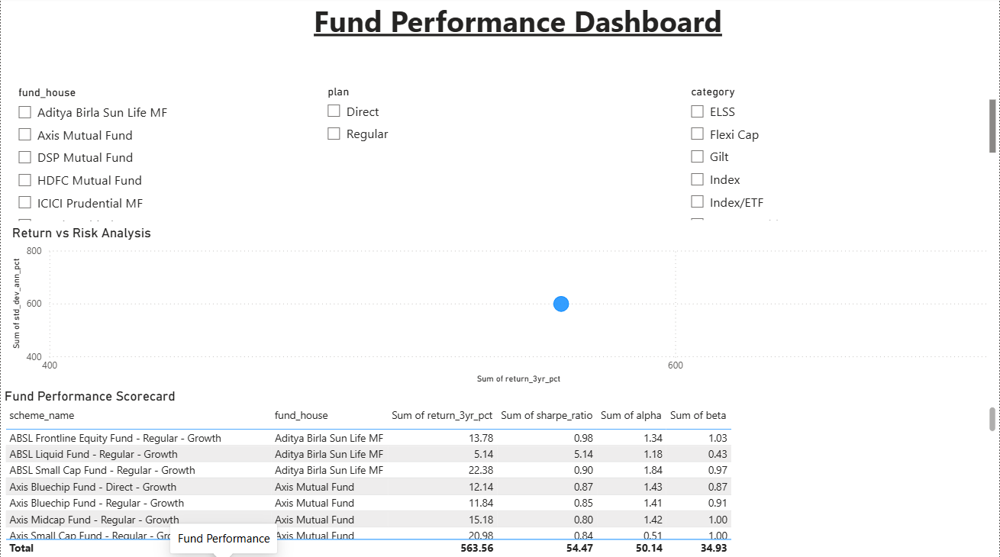 Fund Performance Dashboard
fund_house
Aditya Birla Sun Life MF
Axis Mutual Fund
DSP Mutual Fund
HDFC Mutual Fund
ICICI Prudential MF
plan
Direct
Regular
category
ELSS
Flexi Cap
Gilt
Index
Index/ETF
Return vs Risk Analysis
Sum of std_dev_ann_pct
800
600
400
400 600
Sum of return_3yr_pct
Fund Performance Scorecard
scheme_name fund_house Sum of return_3yr_pct Sum of sharpe_ratio Sum of alpha Sum of beta
ABSL Frontline Equity Fund - Regular - Growth Aditya Birla Sun Life MF 13.78 0.98 1.34 1.03
ABSL Liquid Fund - Regular - Growth Aditya Birla Sun Life MF 5.14 5.14 1.18 0.43
ABSL Small Cap Fund - Regular - Growth Aditya Birla Sun Life MF 22.38 0.90 1.84 0.97
Axis Bluechip Fund - Direct - Growth Axis Mutual Fund 12.14 0.87 1.43 0.87
Axis Bluechip Fund - Regular - Growth Axis Mutual Fund 11.84 0.85 1.41 0.91
Axis Midcap Fund - Regular - Growth Axis Mutual Fund 15.18 0.80 1.42 1.00
Axis Small Cap Fund - Regular - Gro Axis Mutual Fund 20.98 0.84 0.51 1.00
Fund Performance
Total 563.56 54.47 50.14 34.93